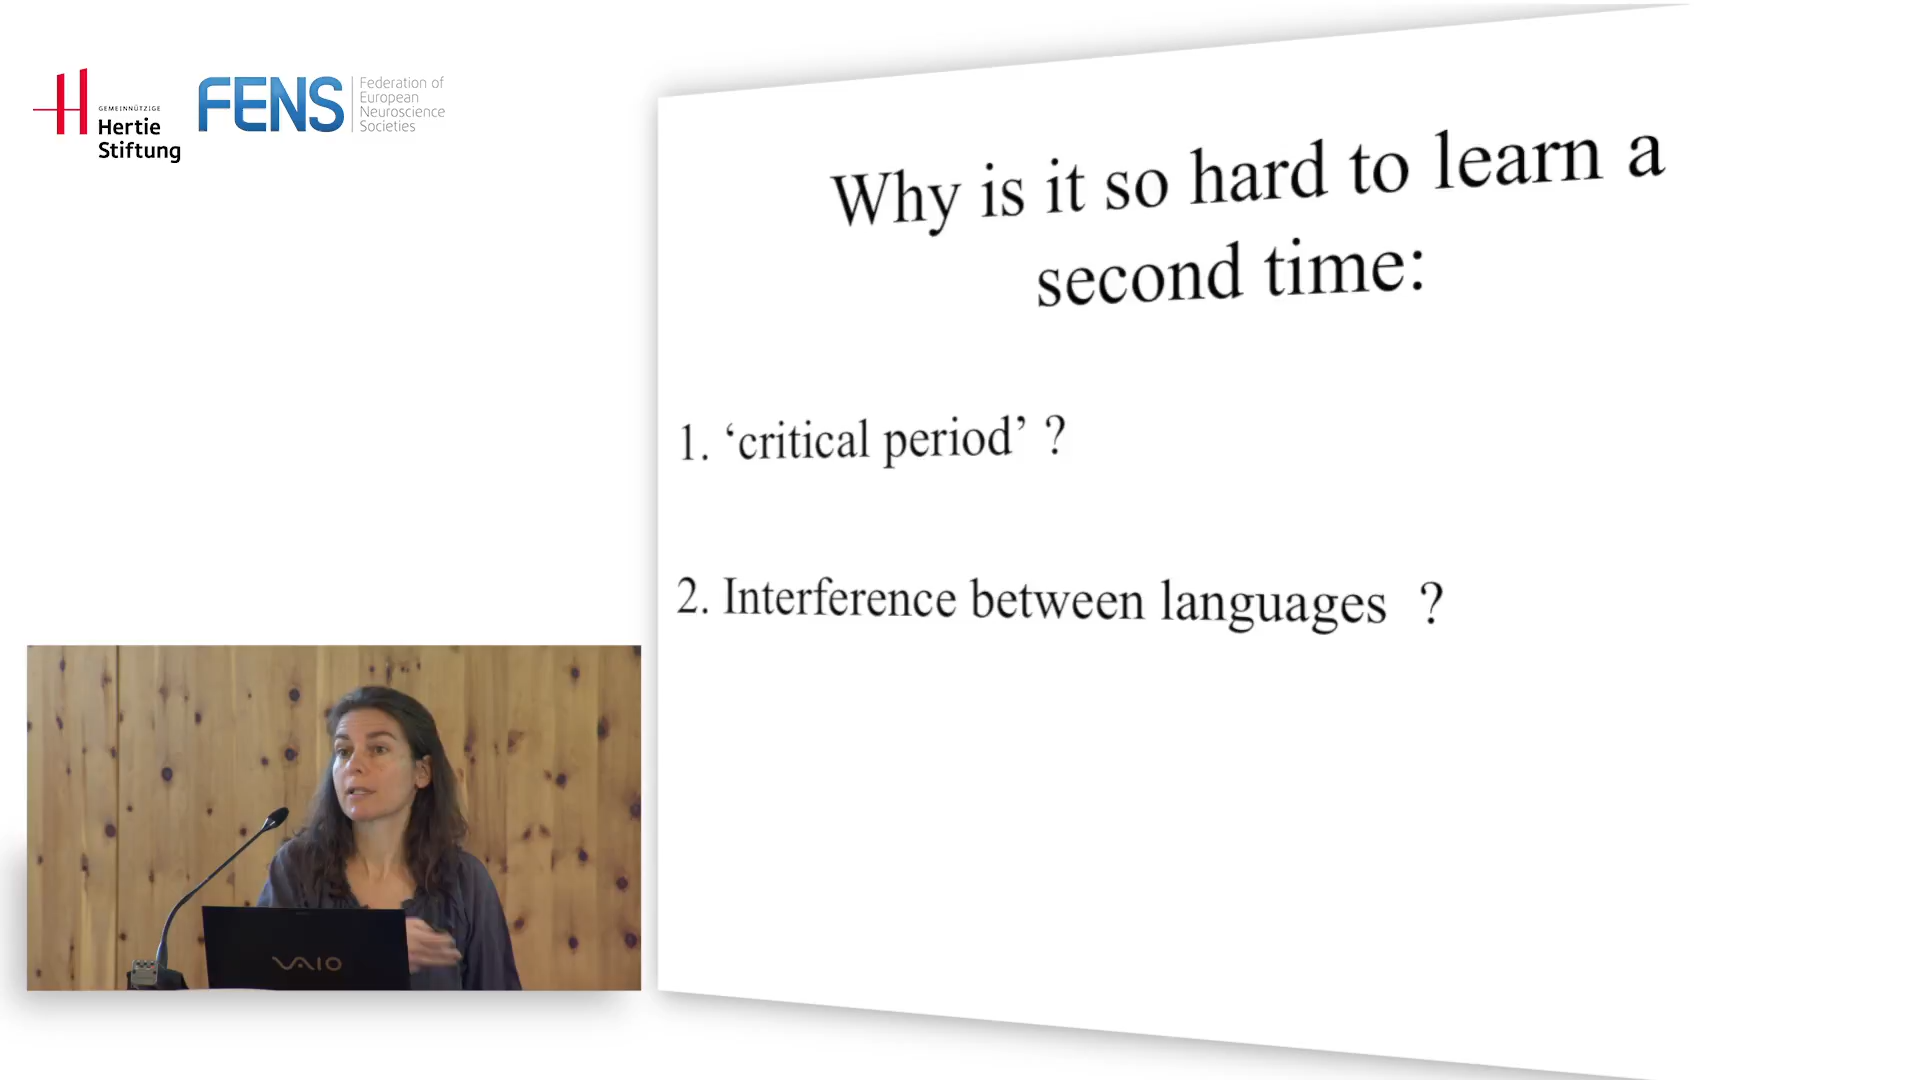 GEMEINNÜTZIGE
Hertie
Stiftung
FENS
Federation of
European
Neuroscience
Societies
Why is it so hard to learn a
second time:
1. ‘critical period’ ?
2. Interference between languages ?
VAIO